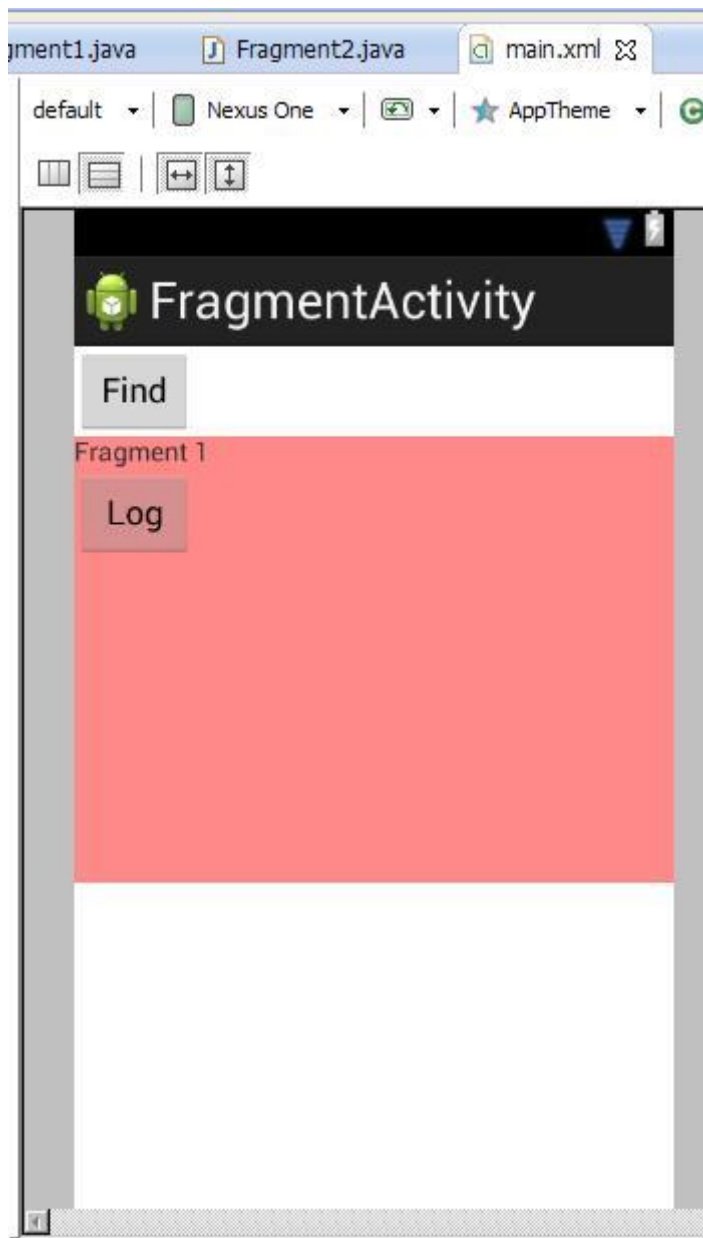 gment1.java Fragment2.java main.xml
default Nexus One AppTheme
FragmentActivity
Find
Fragment 1
Log